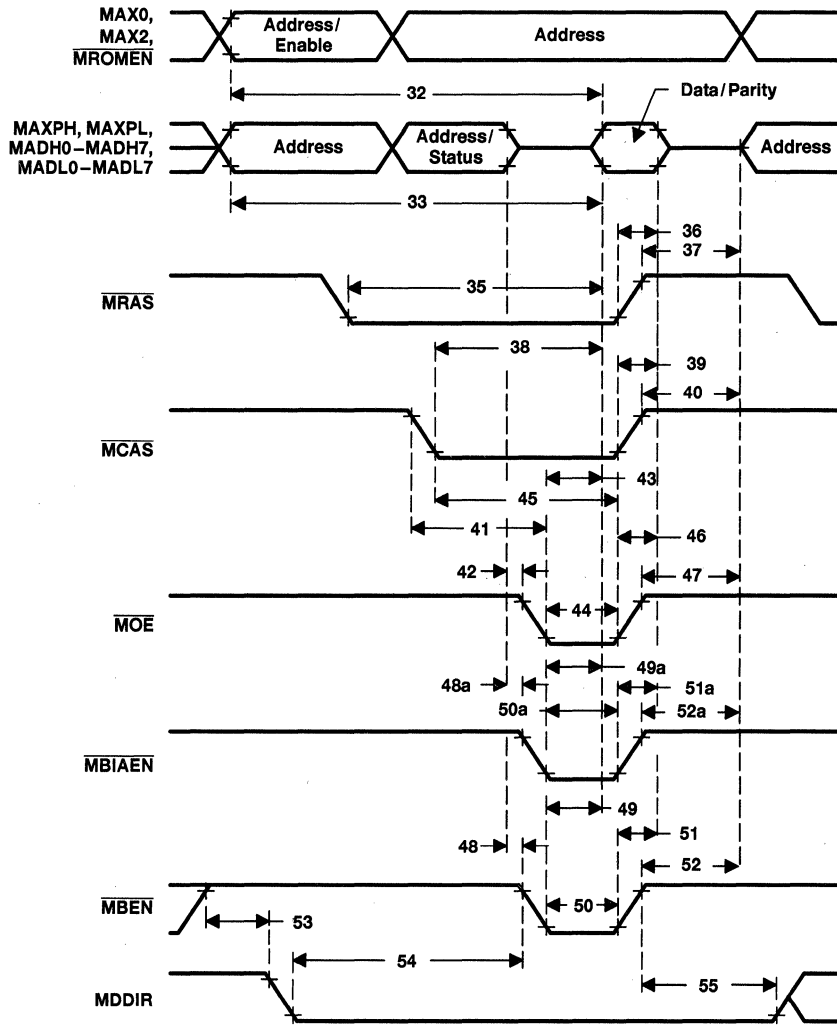 MAX0,
MAX2,
MROMEN
Address/
Enable
Address
32
Data/Parity
MAXPH, MAXPL,
MADH0–MADH7,
MADL0–MADL7
Address
Address/
Status
Address
33
36
37
MRAS
35
38
39
40
MCAS
43
45
41
46
42
47
MOE
44
48a
49a
51a
50a
52a
MBIAEN
49
51
48
52
MBEN
50
53
54
55
MDDIR